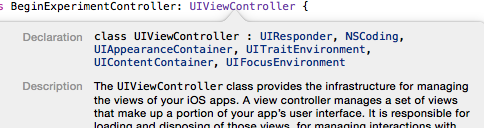 s BeginExperimentController: UIViewController {
Declaration class UIViewController : UIResponder, NSCoding,
UIAppearanceContainer, UITraitEnvironment,
UIContentContainer, UIFocusEnvironment
Description The UIViewController class provides the infrastructure for managing
the views of your iOS apps. A view controller manages a set of views
that make up a portion of your app's user interface. It is responsible for
loading and disposing of those views, for managing interactions with